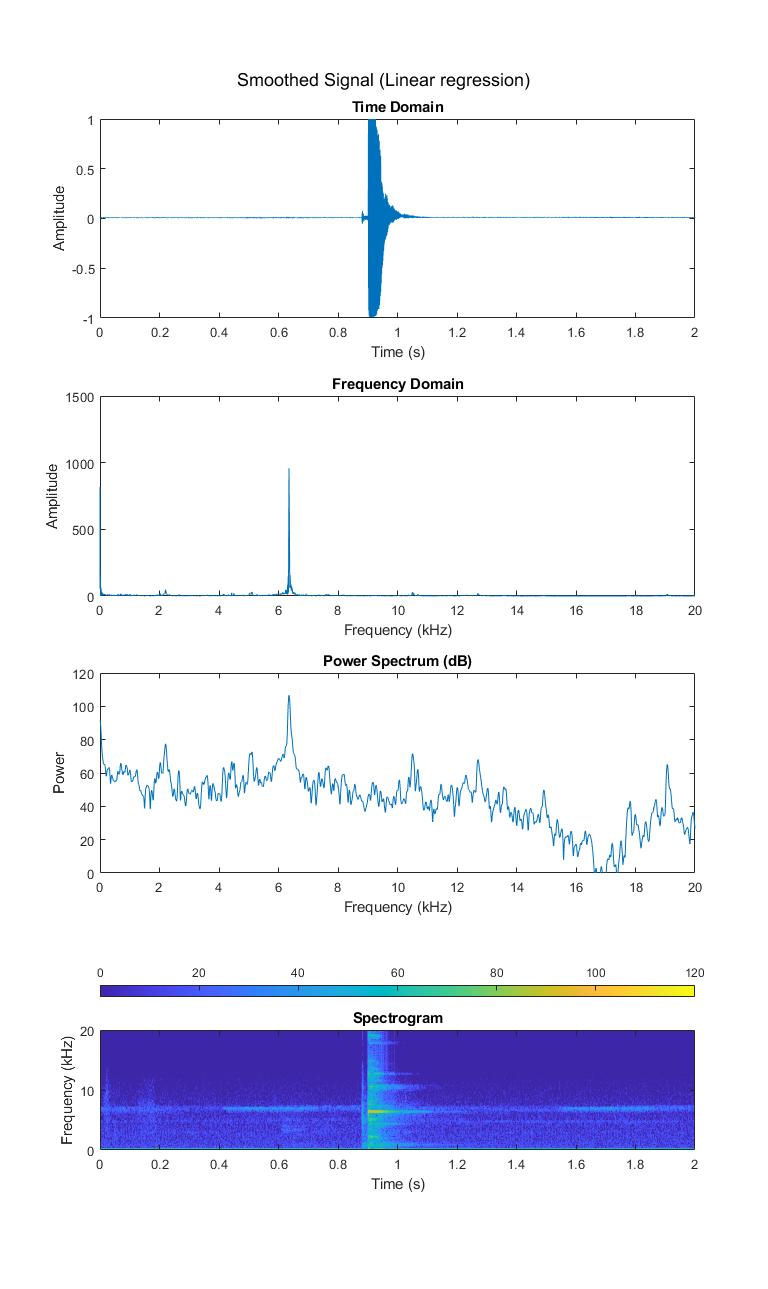 Smoothed Signal (Linear regression)
Time Domain
1
0.5
0
-0.5
-1
Amplitude
0 0.2 0.4 0.6 0.8 1 1.2 1.4 1.6 1.8 2
Time (s)
Frequency Domain
1500
1000
500
0
Amplitude
0 2 4 6 8 10 12 14 16 18 20
Frequency (kHz)
Power Spectrum (dB)
120
100
80
60
40
20
0
Power
0 2 4 6 8 10 12 14 16 18 20
Frequency (kHz)
0 20 40 60 80 100 120
Spectrogram
20
10
0
Frequency (kHz)
0 0.2 0.4 0.6 0.8 1 1.2 1.4 1.6 1.8 2
Time (s)